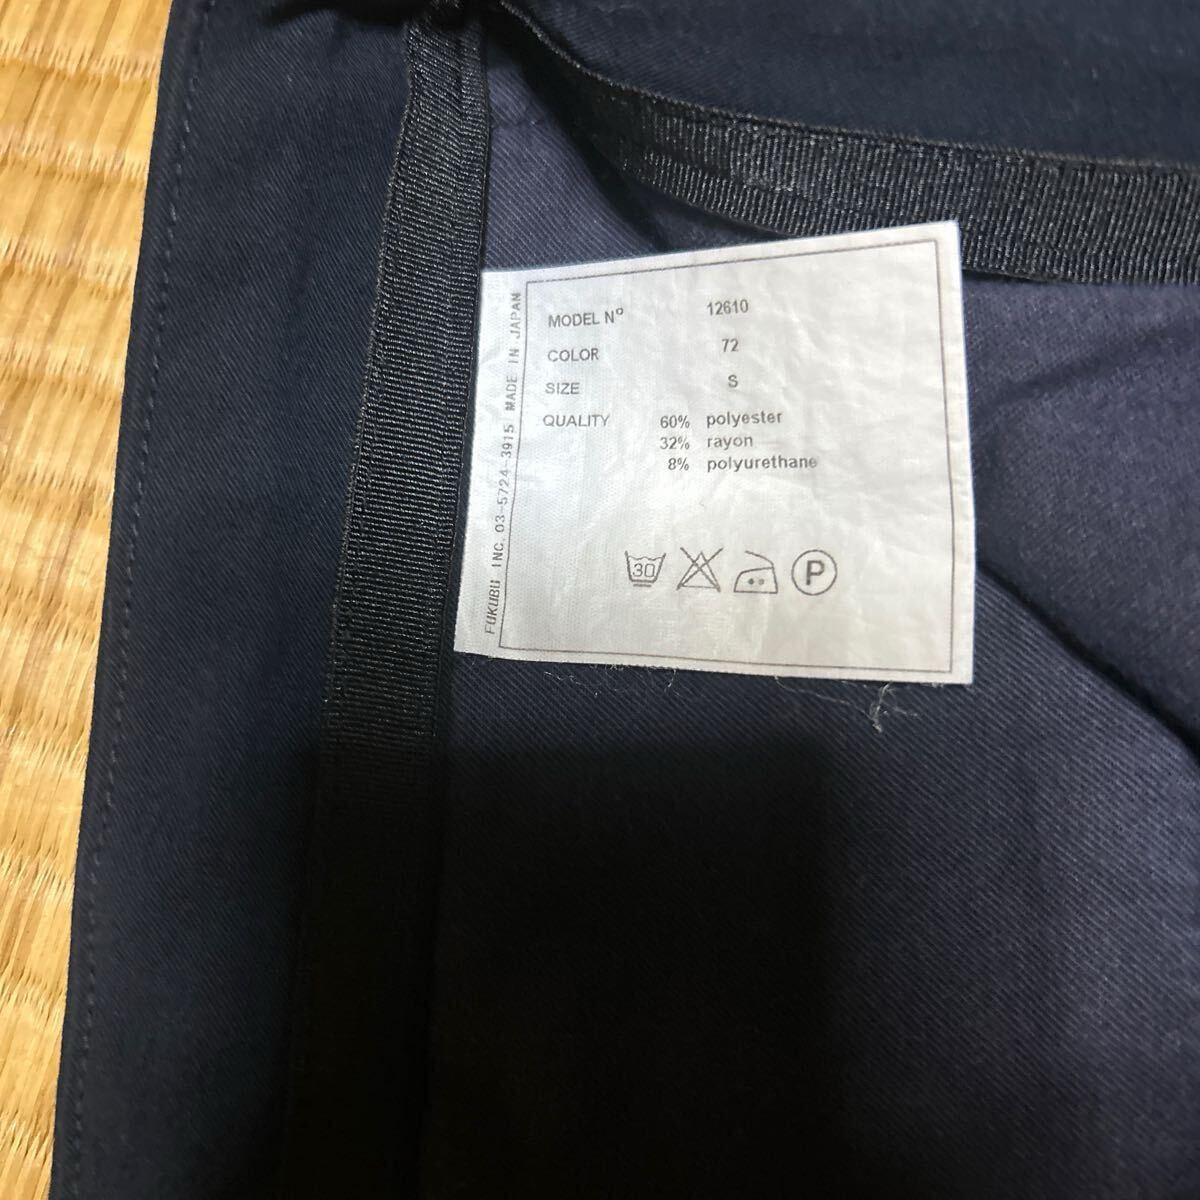 MODEL Nº 12610
COLOR 72
SIZE S
QUALITY 60% polyester
32% rayon
8% polyurethane
30 P
FUKUBU INC. 03-5724-3915 MADE IN JAPAN